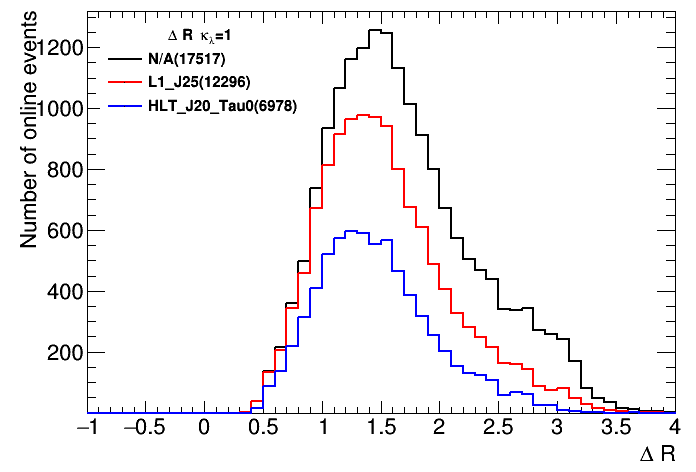 Δ R κλ=1
N/A(17517)
L1_J25(12296)
HLT_J20_Tau0(6978)
Number of online events
1200
1000
800
600
400
200
−1 −0.5 0 0.5 1 1.5 2 2.5 3 3.5 4
Δ R